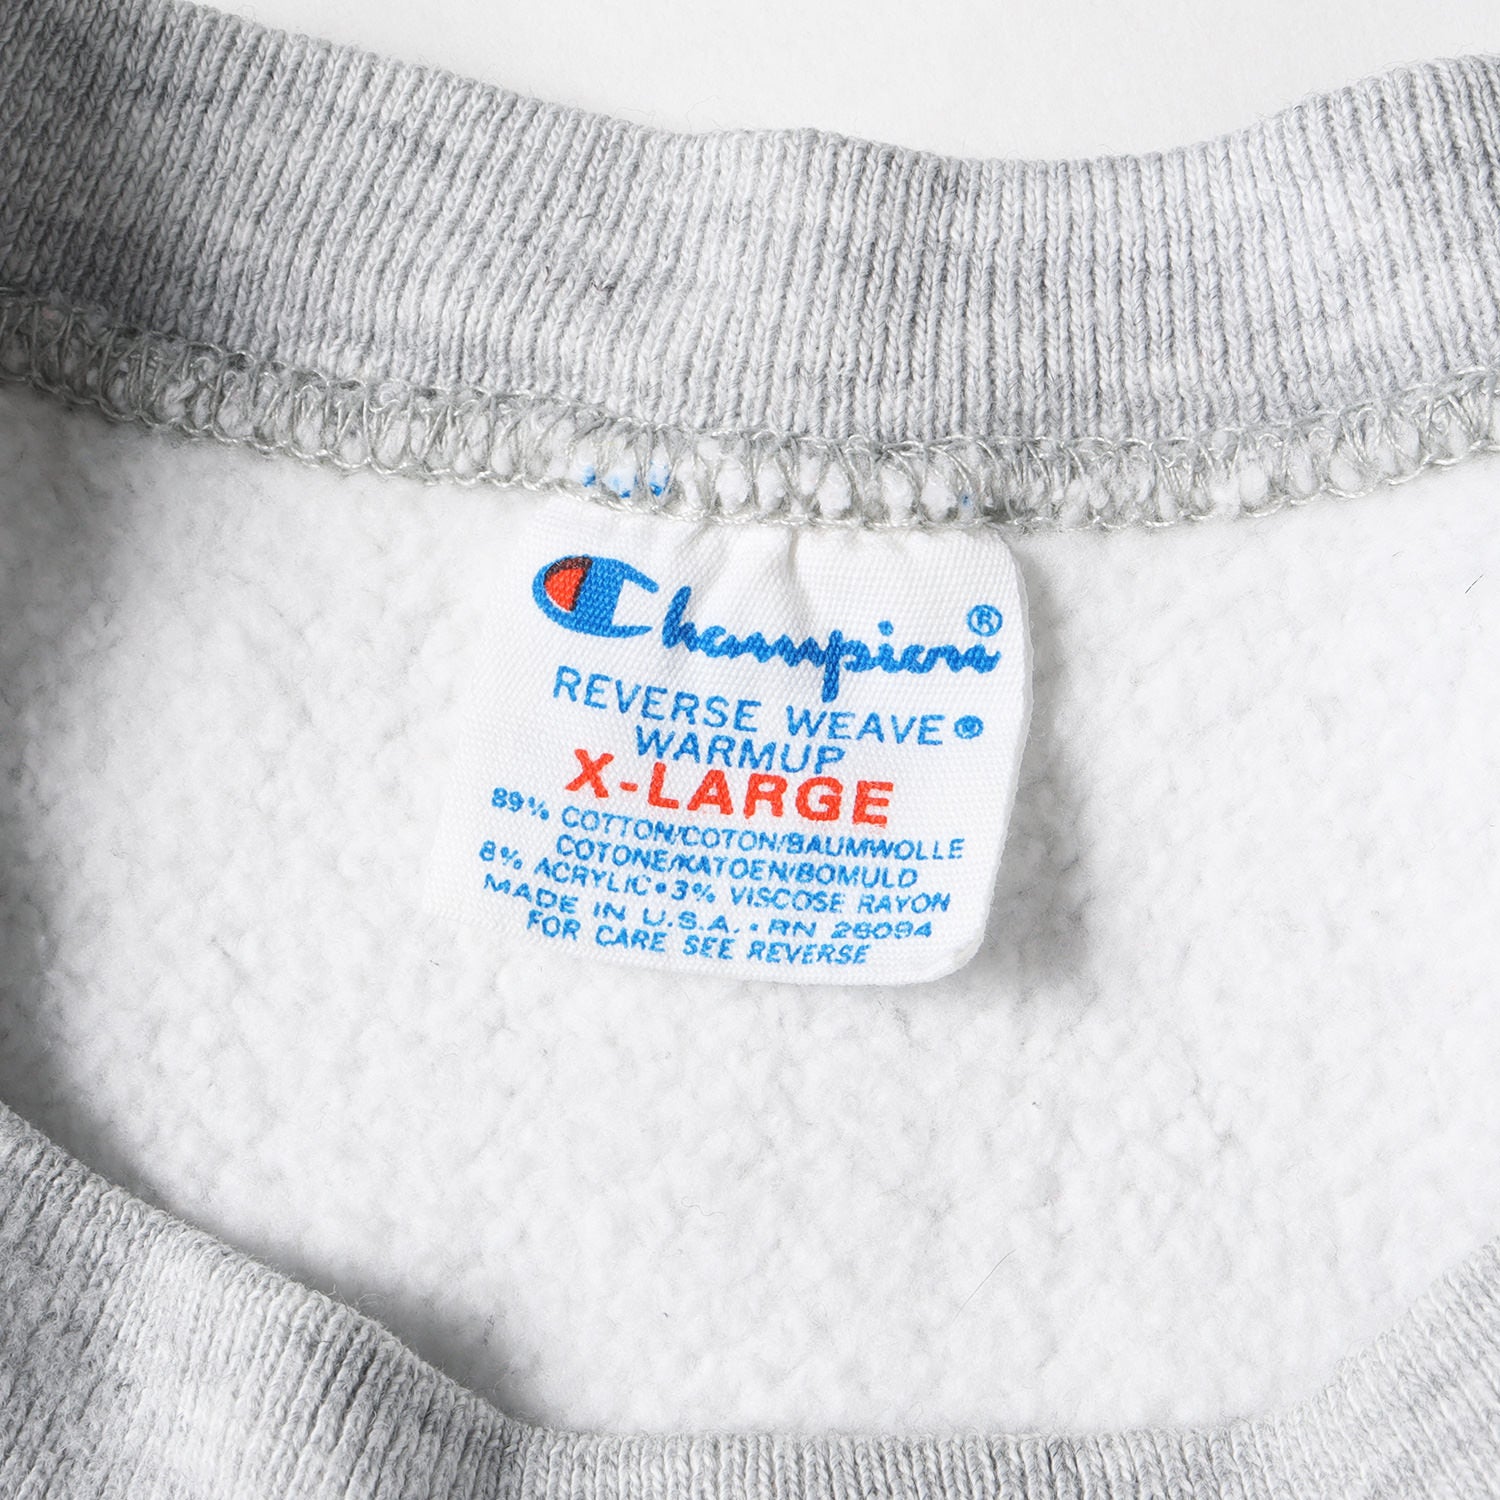 Champion®
REVERSE WEAVE®
WARMUP
X-LARGE
89% COTTON/COTON/BAUMWOLLE
COTONE/KATOEN/BOMULD
8% ACRYLIC•3% VISCOSE RAYON
MADE IN U.S.A. • RN 26094
FOR CARE SEE REVERSE